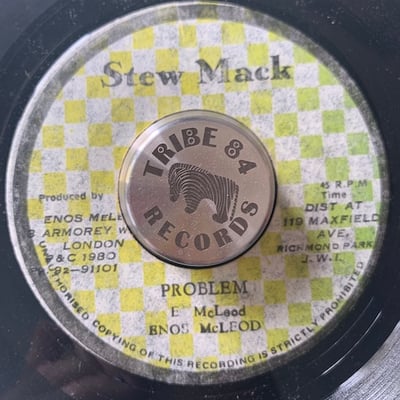 Stew Mack
TRIBE 84
RECORDS
Produced by
ENOS McLE
ARMOREY W
LONDON
& C 1980
92-91101
45 R.P.M
Time
DIST AT
119 MAXFIELD
AVE,
RICHMOND PARK
J.W.I.
PROBLEM
E McLeod
ENOS McLEOD
UNAUTHORISED COPYING OF THIS RECORDING IS STRICTLY PROHIBITED